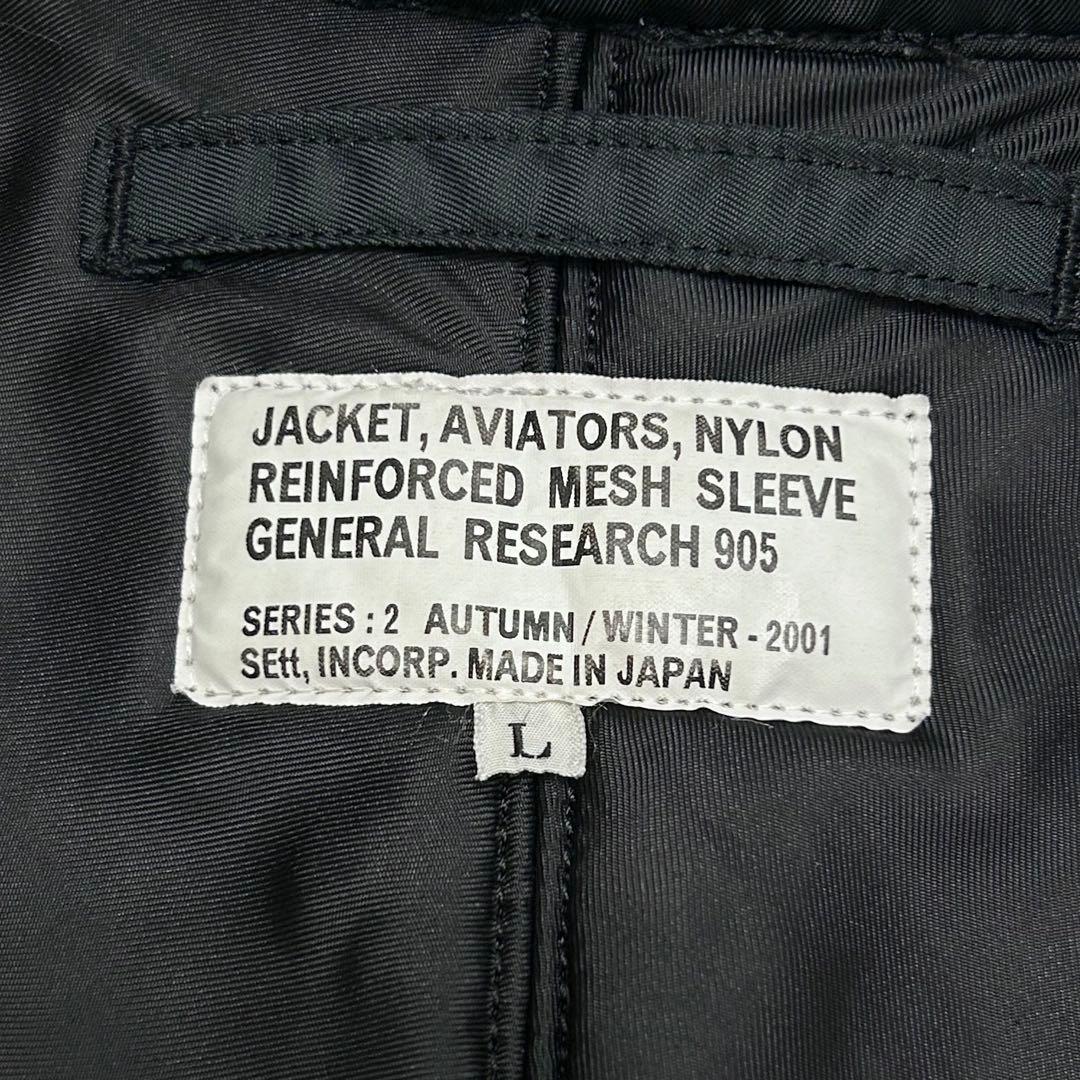 JACKET, AVIATORS, NYLON
REINFORCED MESH SLEEVE
GENERAL RESEARCH 905
SERIES : 2 AUTUMN / WINTER - 2001
SEtt, INCORP. MADE IN JAPAN
L